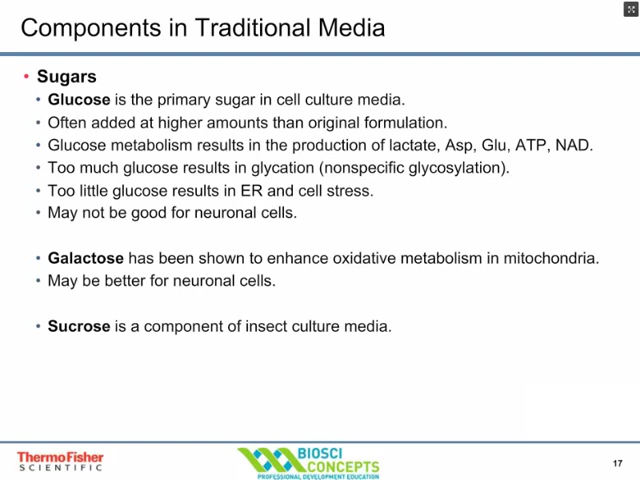 Components in Traditional Media
• Sugars
• Glucose is the primary sugar in cell culture media.
• Often added at higher amounts than original formulation.
• Glucose metabolism results in the production of lactate, Asp, Glu, ATP, NAD.
• Too much glucose results in glycation (nonspecific glycosylation).
• Too little glucose results in ER and cell stress.
• May not be good for neuronal cells.
• Galactose has been shown to enhance oxidative metabolism in mitochondria.
• May be better for neuronal cells.
• Sucrose is a component of insect culture media.
ThermoFisher
SCIENTIFIC
BIOSCI
CONCEPTS
PROFESSIONAL DEVELOPMENT EDUCATION
17